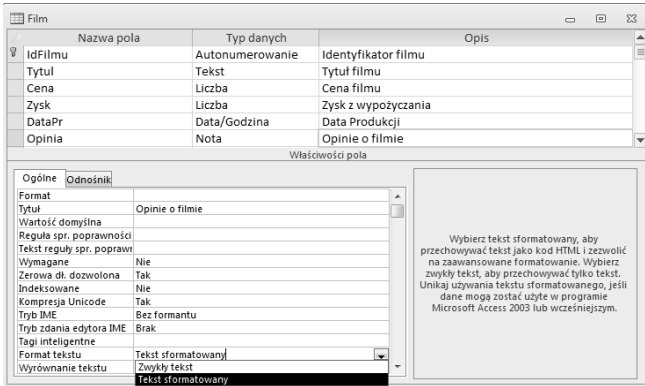 Film
Nazwa pola Typ danych Opis
IdFilmu Autonumerowanie Identyfikator filmu
Tytul Tekst Tytuł filmu
Cena Liczba Cena filmu
Zysk Liczba Zysk z wypożyczania
DataPr Data/Godzina Data Produkcji
Opinia Nota Opinie o filmie
Właściwości pola
Ogólne Odnośnik
Format
Tytuł Opinie o filmie
Wartość domyślna
Reguła spr. poprawności
Tekst reguły spr. popraw
Wymagane Nie
Zerowa dł. dozwolona Tak
Indeksowane Nie
Kompresja Unicode Tak
Tryb IME Bez formantu
Tryb zdania edytora IME Brak
Tagi inteligentne
Format tekstu Tekst sformatowany
Wyrównanie tekstu Zwykły tekst
Tekst sformatowany
Wybierz tekst sformatowany, aby
przechowywać tekst jako kod HTML i zezwolić
na zaawansowane formatowanie. Wybierz
zwykły tekst, aby przechowywać tylko tekst.
Unikaj używania tekstu sformatowanego, jeśli
dane mogą zostać użyte w programie
Microsoft Access 2003 lub wcześniejszym.